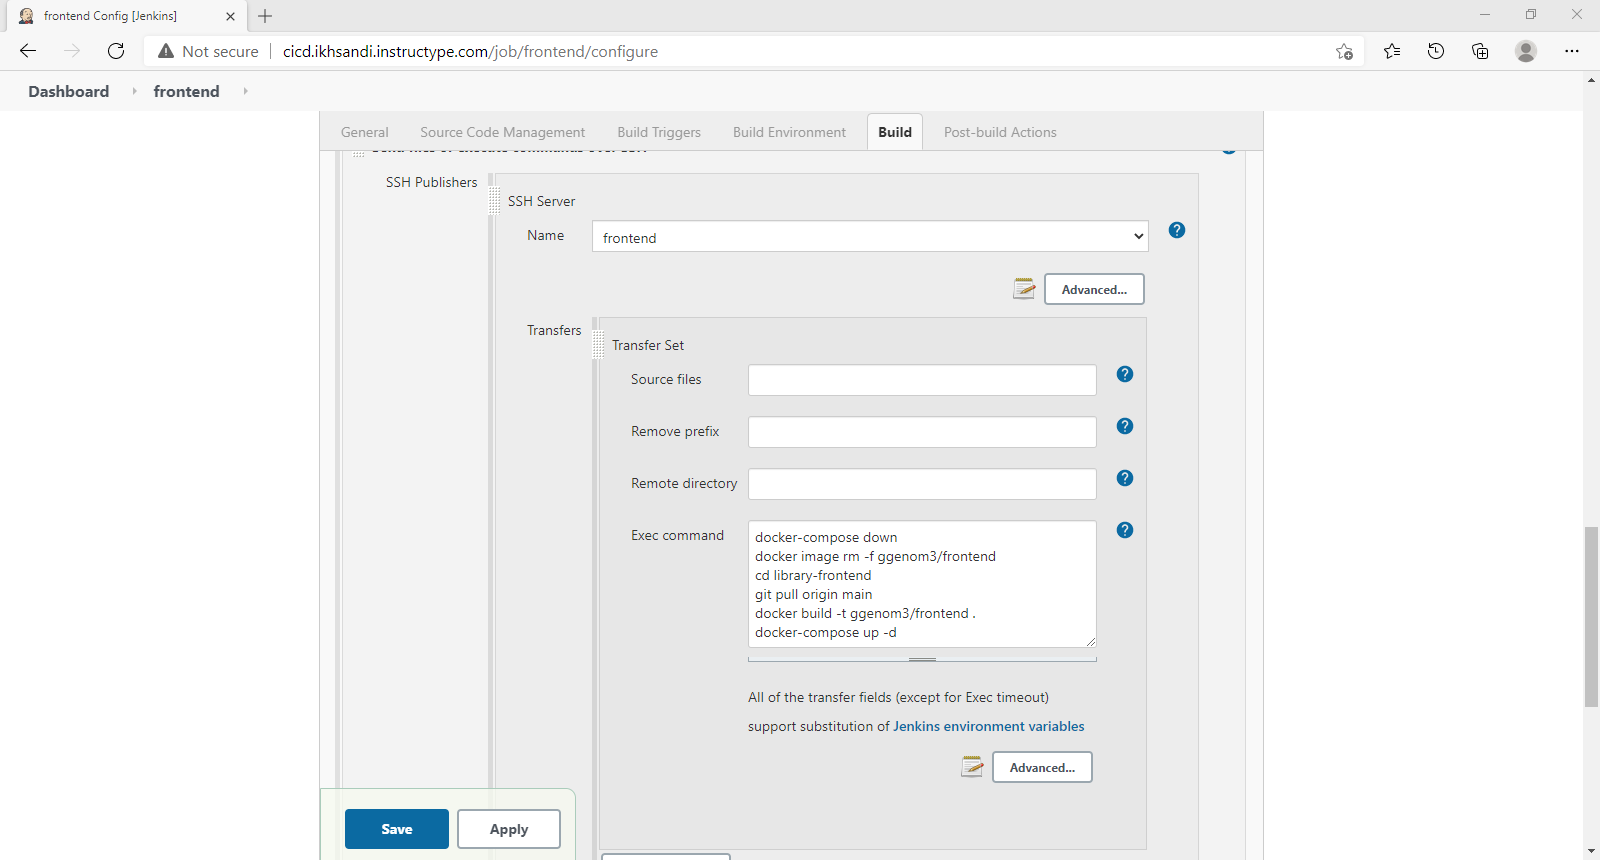 frontend Config [Jenkins]
Not secure
cicd.ikhsandi.instructype.com/job/frontend/configure
Dashboard
frontend
General
Source Code Management
Build Triggers
Build Environment
Build
Post-build Actions
SSH Publishers
SSH Server
Name
frontend
Advanced...
Transfers
Transfer Set
Source files
Remove prefix
Remote directory
Exec command
docker-compose down
docker image rm -f ggenom3/frontend
cd library-frontend
git pull origin main
docker build -t ggenom3/frontend .
docker-compose up -d
All of the transfer fields (except for Exec timeout)
support substitution of Jenkins environment variables
Advanced...
Save
Apply